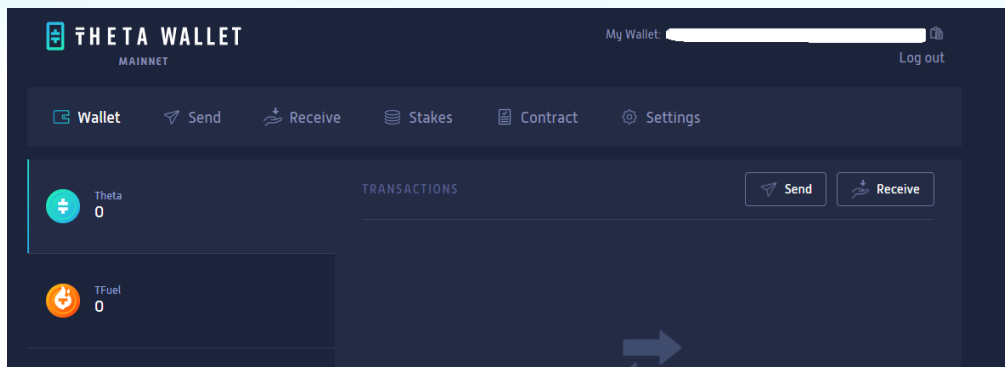 THETA WALLET
MAINNET
My Wallet:
Log out
Wallet Send Receive Stakes Contract Settings
Theta
0
TRANSACTIONS
Send Receive
TFuel
0